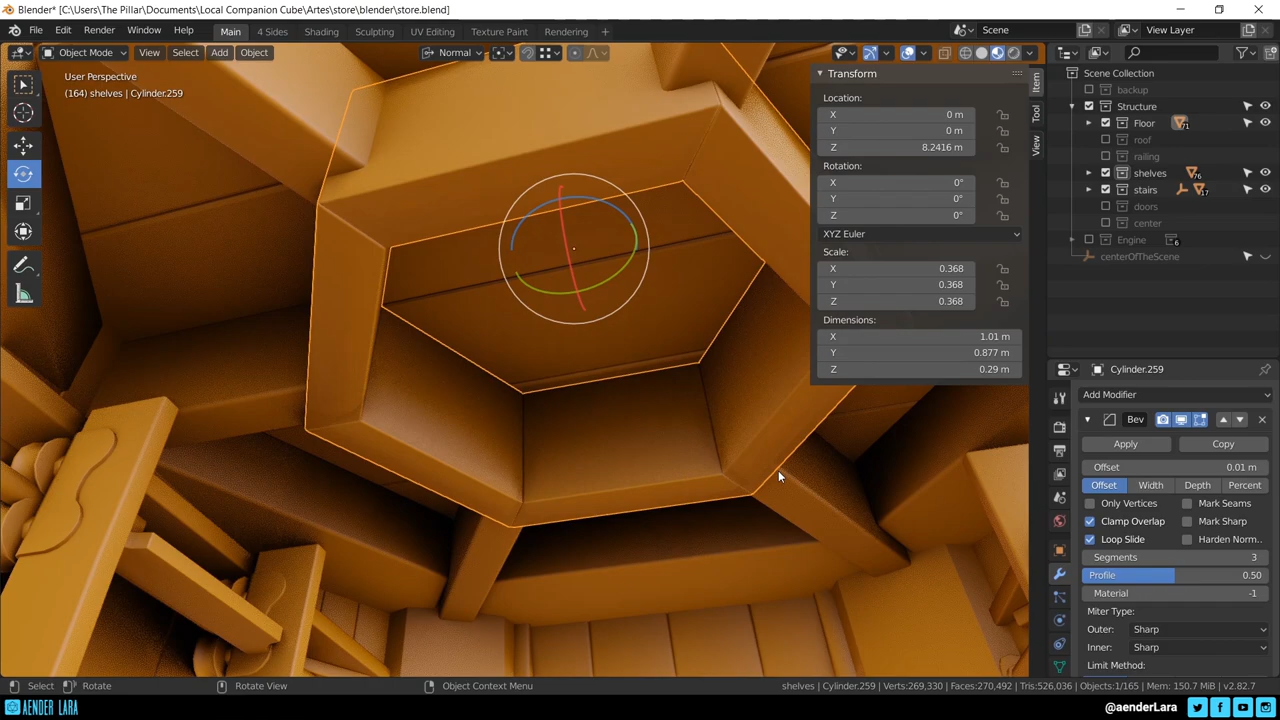 Blender* [C:\Users\The Pillar\Documents\Local Companion Cube\Artes\store\blender\store.blend]
File Edit Render Window Help Main 4 Sides Shading Sculpting UV Editing Texture Paint Rendering + Scene View Layer
Object Mode View Select Add Object Normal
User Perspective
(164) shelves | Cylinder.259
Transform
Location:
X 0 m
Y 0 m
Z 8.2416 m
Rotation:
X 0°
Y 0°
Z 0°
XYZ Euler
Scale:
X 0.368
Y 0.368
Z 0.368
Dimensions:
X 1.01 m
Y 0.877 m
Z 0.29 m
Item
Tool
View
Scene Collection
backup
Structure
Floor 71
roof
railing
shelves 76
stairs 17
doors
center
Engine 6
centerOfTheScene
Cylinder.259
Add Modifier
Bev
Apply Copy
Offset 0.01 m
Offset Width Depth Percent
Only Vertices Mark Seams
Clamp Overlap Mark Sharp
Loop Slide Harden Norm..
Segments 3
Profile 0.50
Material -1
Miter Type:
Outer: Sharp
Inner: Sharp
Limit Method:
Select Rotate Rotate View Object Context Menu shelves | Cylinder.259 | Verts:269,330 | Faces:270,492 | Tris:526,036 | Objects:1/165 | Mem: 150.7 MiB | v2.82.7
AENDER LARA @aenderLara